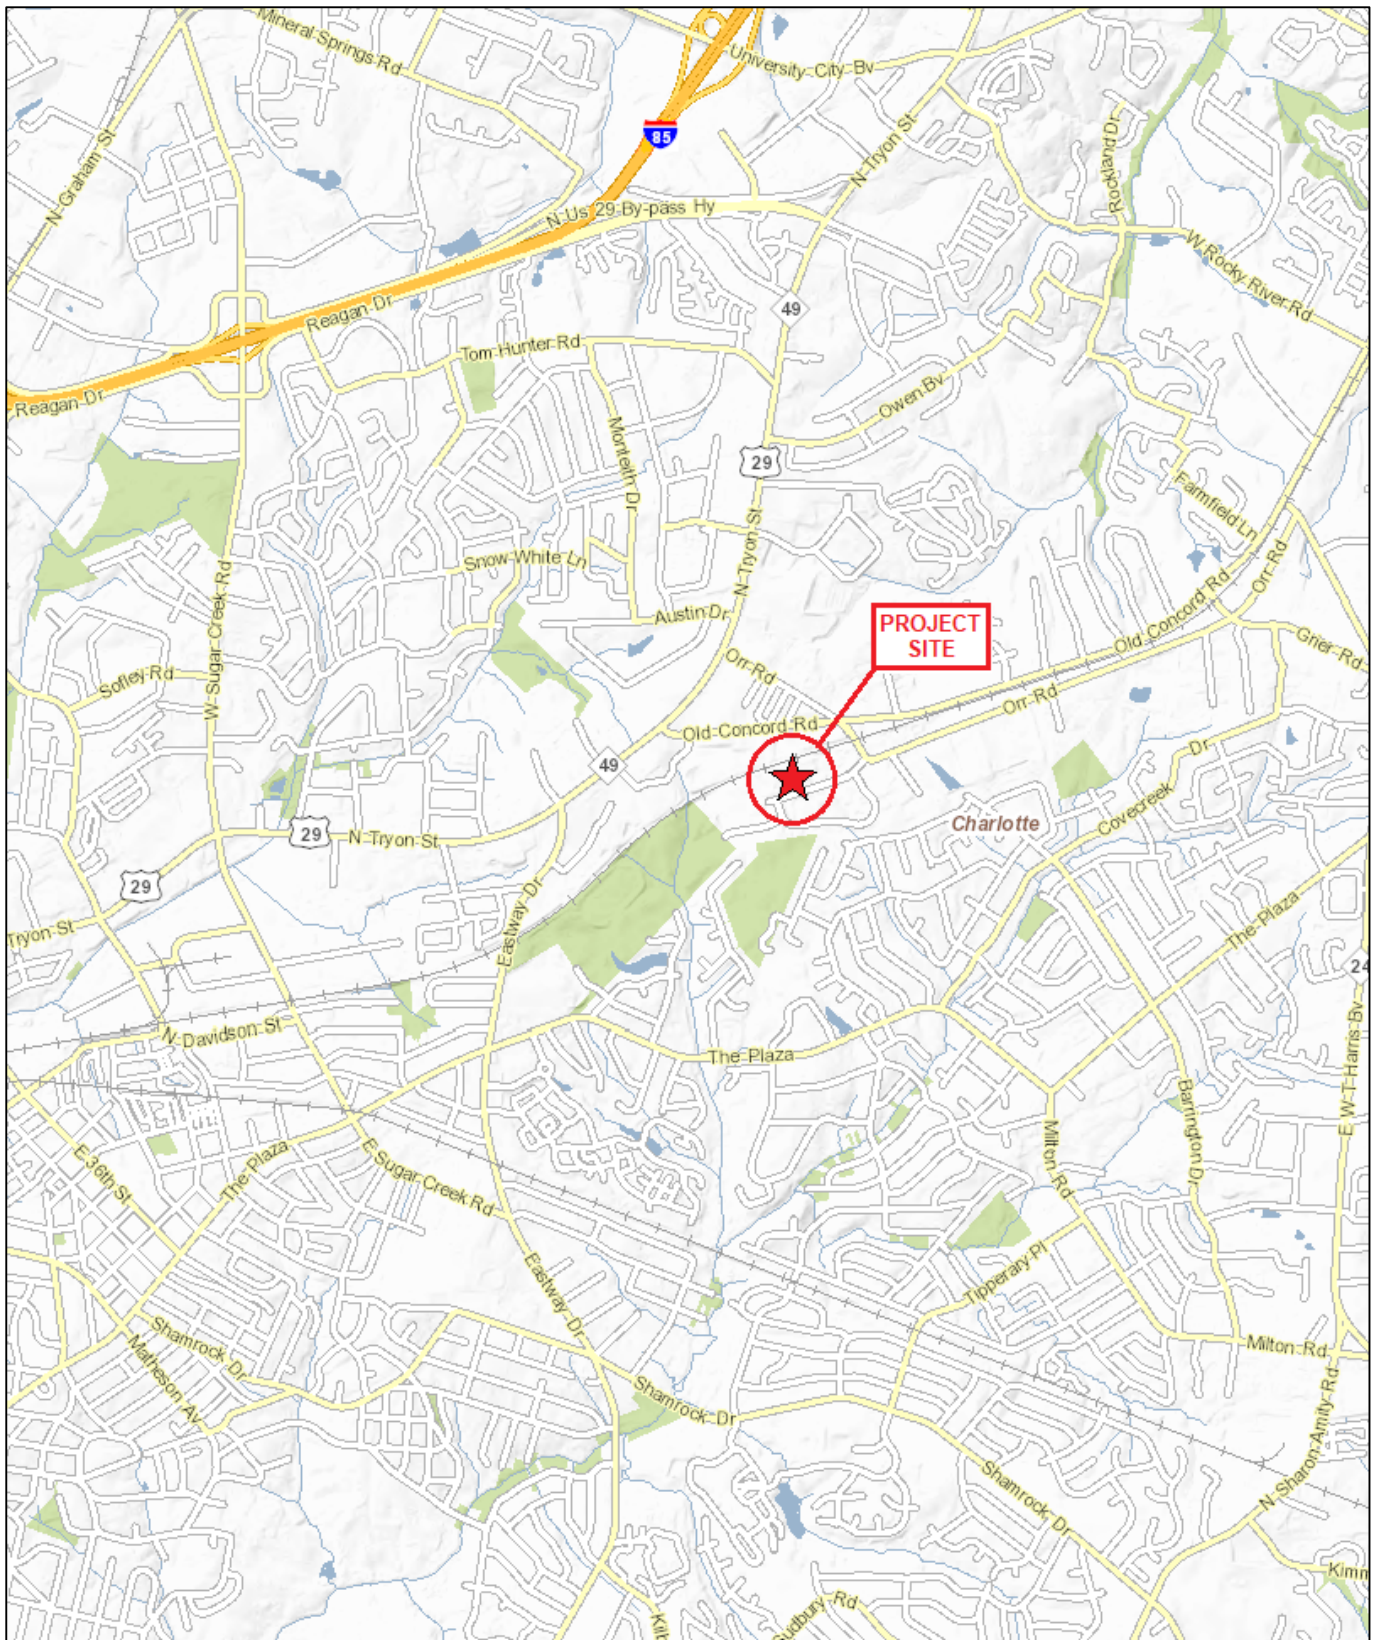 Mineral Springs Rd
University City Bv
85
N Graham St
N Tryon St
Rockland Dr
N Us 29 By-pass Hy
W Rocky River Rd
Reagan Dr
49
Tom Hunter Rd
Reagan Dr
Owen Bv
Monteith Dr
29
Farmfield Ln
N Tryon St
Snow White Ln
Orr Rd
W Sugar Creek Rd
Austin Dr
PROJECT
SITE
Old Concord Rd
Grier Rd
Orr Rd
Sofley Rd
Orr Rd
Old Concord Rd
49
Dr
Covecreek
Charlotte
29
N Tryon St
29
Eastway Dr
The Plaza
Tryon St
24
N Davidson St
The Plaza
E W T Harris Bv
Barrington Dr
Milton Rd
E 36th St
The Plaza
E Sugar Creek Rd
Eastway Dr
Tipperary Pl
Shamrock Dr
Milton Rd
Matheson Av
Shamrock Dr
N Sharon Amity Rd
Shamrock Dr
Kimm
Sudbury Rd
Kilb